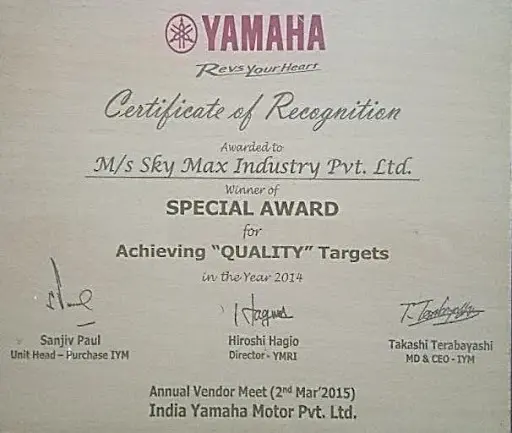 YAMAHA
Revs Your Heart
Certificate of Recognition
Awarded to
M/s Sky Max Industry Pvt. Ltd.
Winner of
SPECIAL AWARD
for
Achieving "QUALITY" Targets
in the Year 2014
Sanjiv Paul
Unit Head – Purchase IYM
Hiroshi Hagio
Director - YMRI
Takashi Terabayashi
MD & CEO - IYM
Annual Vendor Meet (2nd Mar'2015)
India Yamaha Motor Pvt. Ltd.